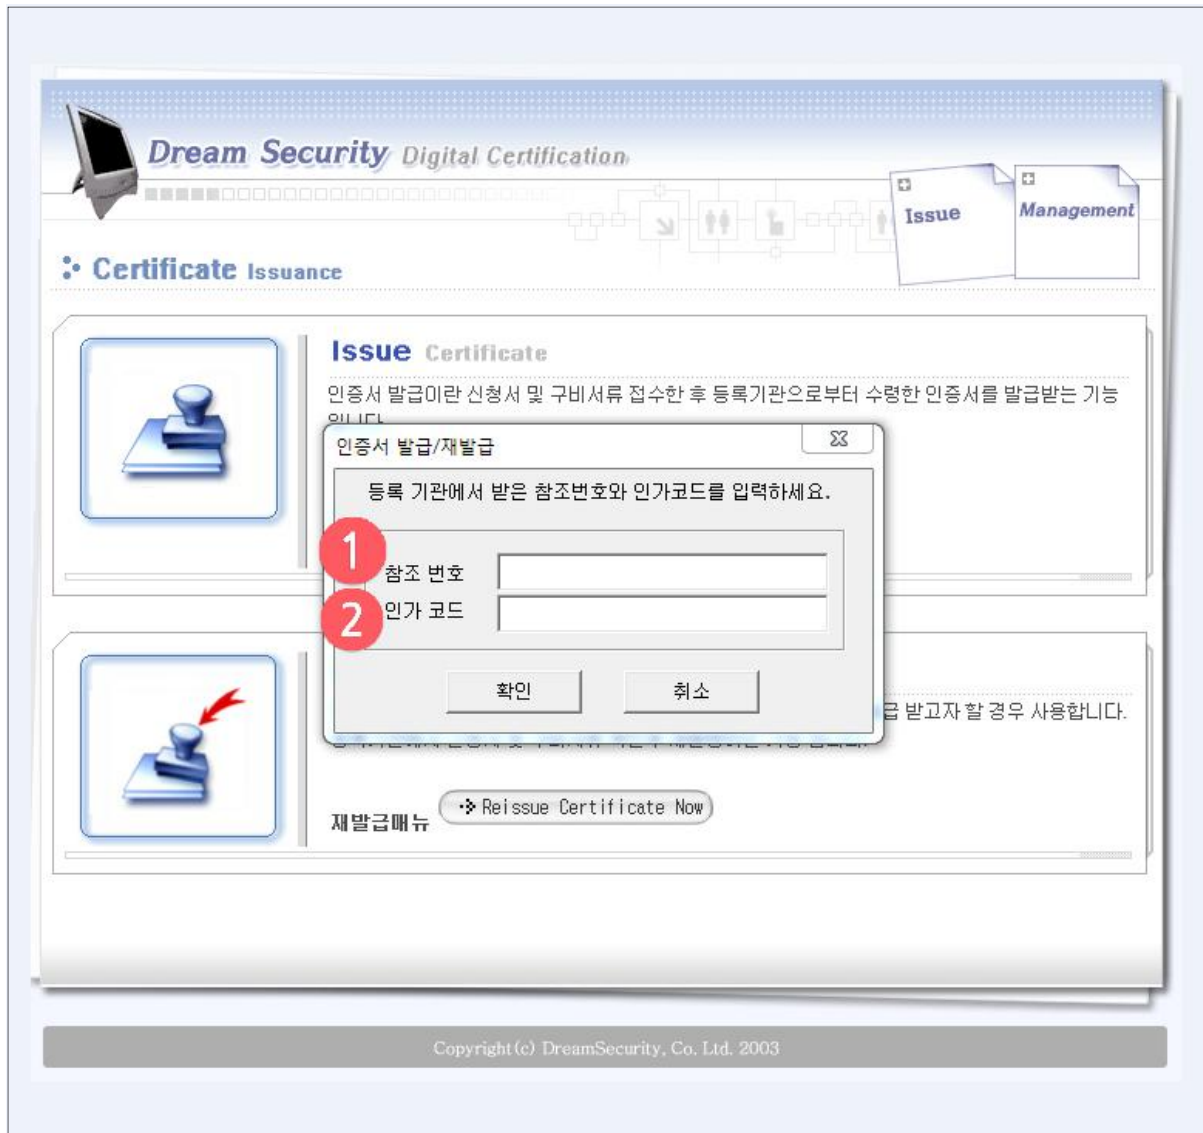 Dream Security Digital Certification
Issue
Management
Certificate Issuance
Issue Certificate
인증서 발급이란 신청서 및 구비서류 접수한 후 등록기관으로부터 수령한 인증서를 발급받는 기능
입니다
인증서 발급/재발급
등록 기관에서 받은 참조번호와 인가코드를 입력하세요.
1
참조 번호
2
인가 코드
확인
취소
급 받고자 할 경우 사용합니다.
재발급매뉴
Reissue Certificate Now
Copyright(c) DreamSecurity, Co. Ltd. 2003